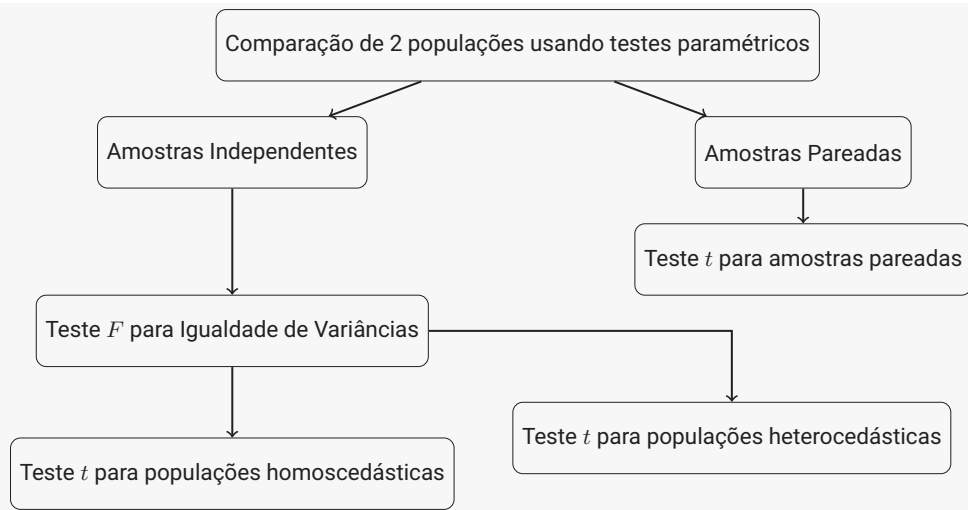 Comparação de 2 populações usando testes paramétricos
Amostras Independentes
Amostras Pareadas
Teste t para amostras pareadas
Teste F para Igualdade de Variâncias
Teste t para populações heterocedásticas
Teste t para populações homoscedásticas